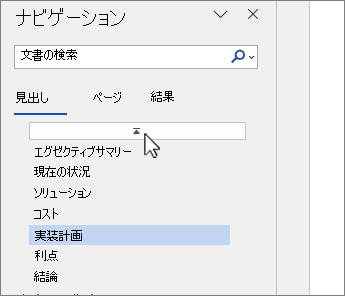 ナビゲーション
文書の検索
見出し ページ 結果
エグゼクティブサマリー
現在の状況
ソリューション
コスト
実装計画
利点
結論